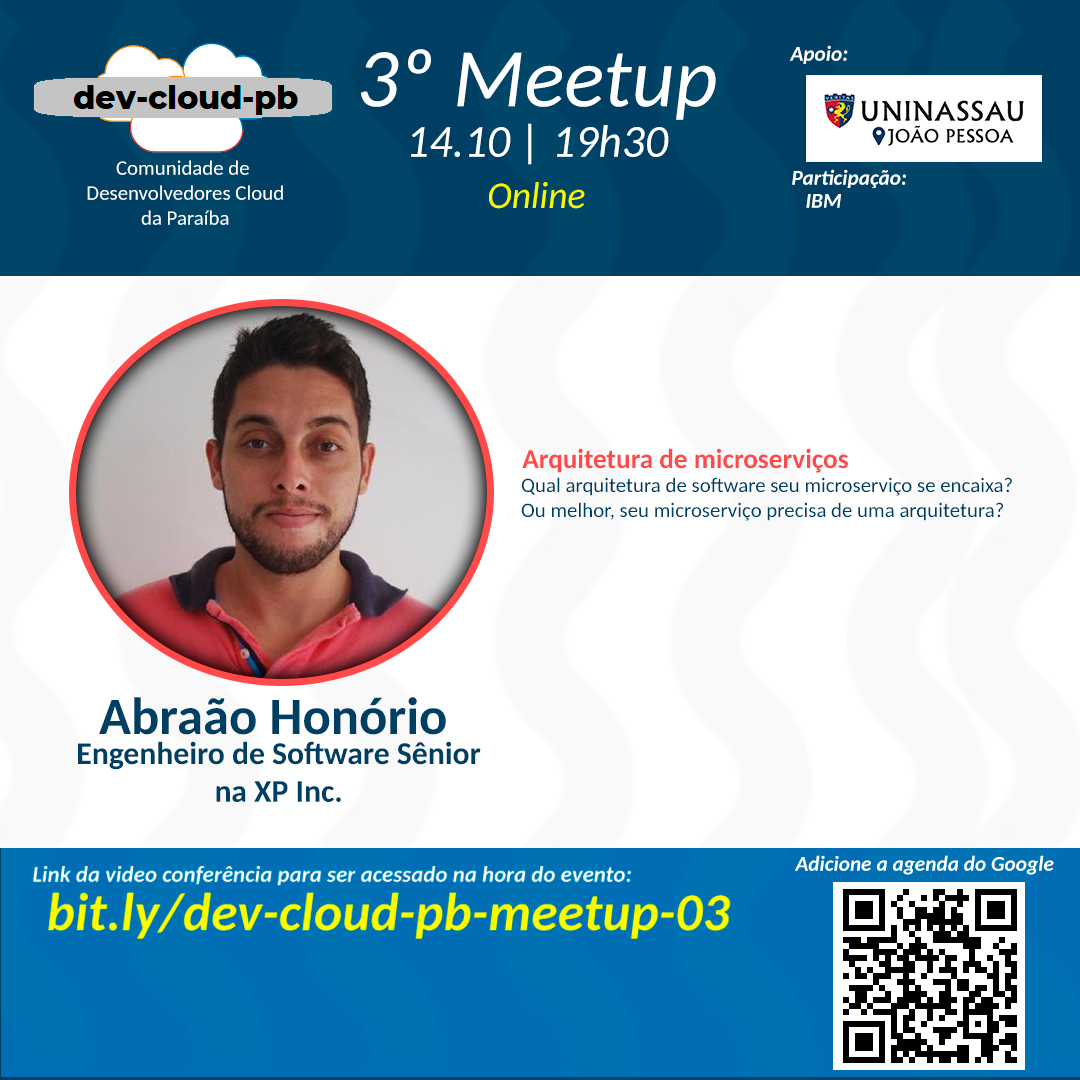 dev-cloud-pb
Comunidade de
Desenvolvedores Cloud
da Paraíba
3º Meetup
14.10 | 19h30
Online
Apoio:
UNINASSAU
JOÃO PESSOA
Participação:
IBM
Arquitetura de microserviços
Qual arquitetura de software seu microserviço se encaixa?
Ou melhor, seu microserviço precisa de uma arquitetura?
Abraão Honório
Engenheiro de Software Sênior
na XP Inc.
Link da video conferência para ser acessado na hora do evento:
bit.ly/dev-cloud-pb-meetup-03
Adicione a agenda do Google